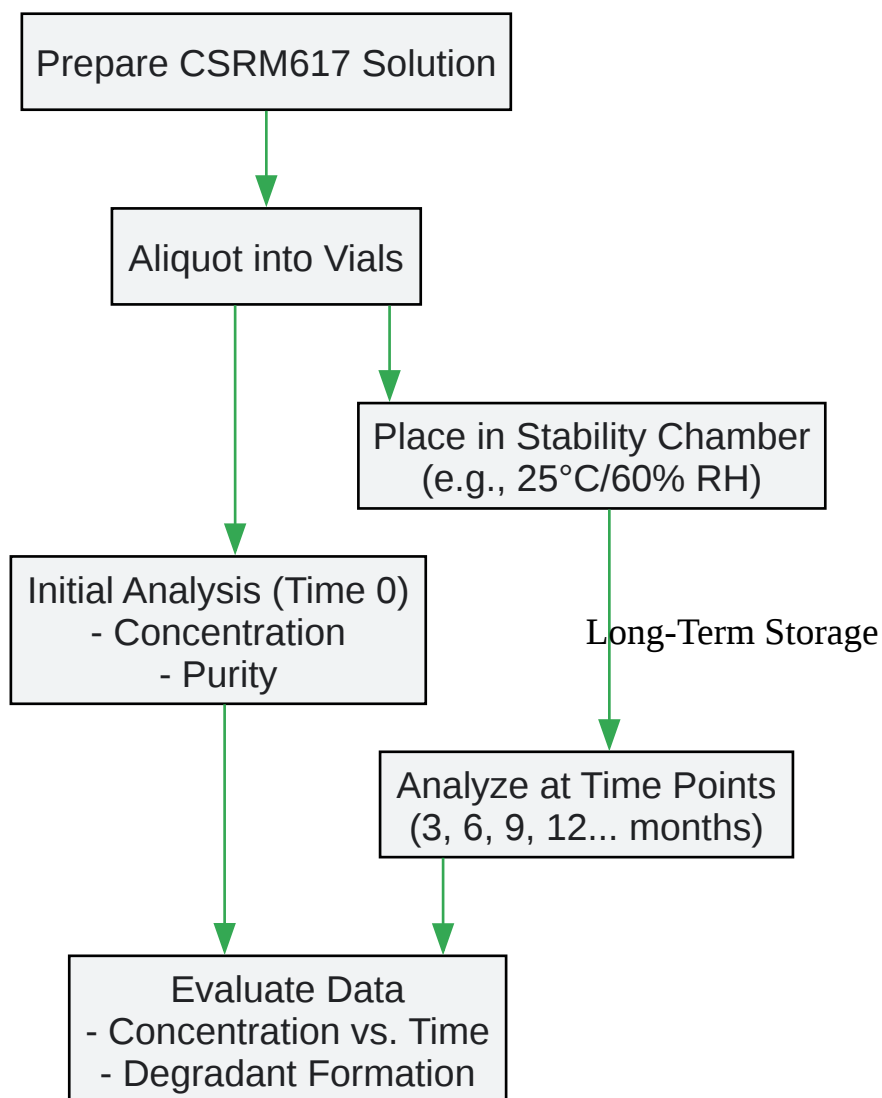 Prepare CSRM617 Solution
Aliquot into Vials
Place in Stability Chamber
(e.g., 25°C/60% RH)
Initial Analysis (Time 0)
- Concentration
- Purity
Long-Term Storage
Analyze at Time Points
(3, 6, 9, 12... months)
Evaluate Data
- Concentration vs. Time
- Degradant Formation